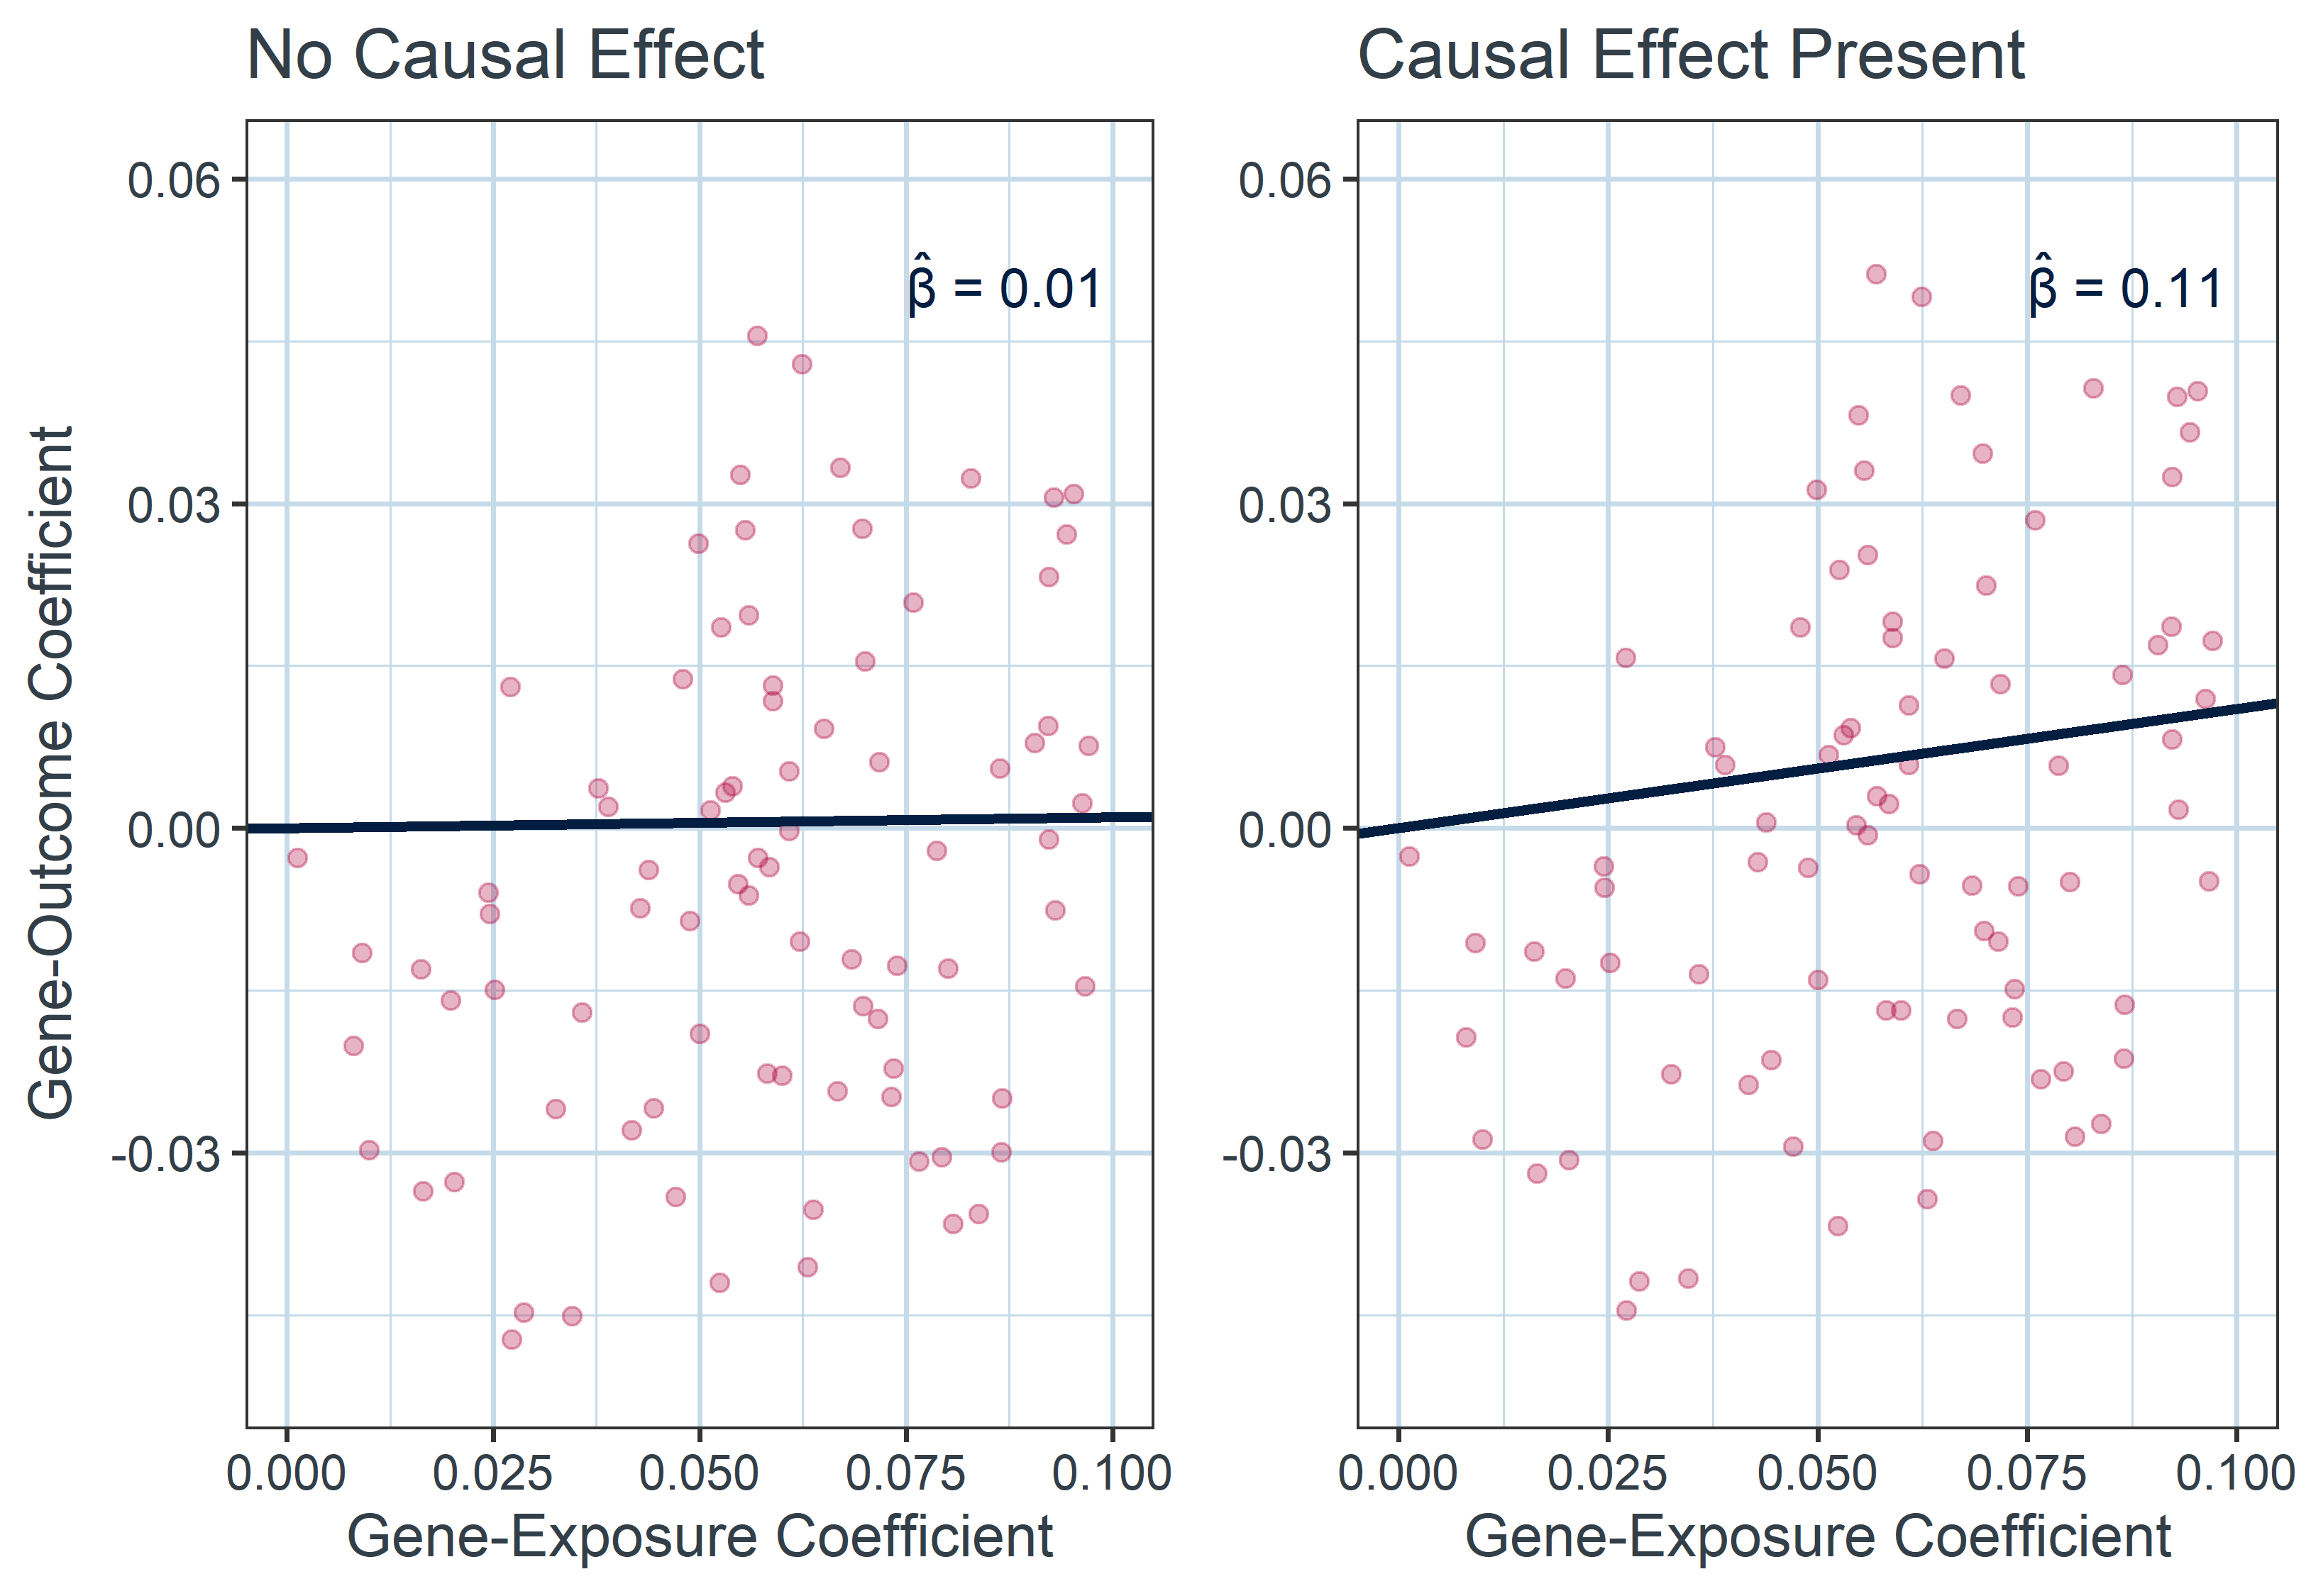 No Causal Effect
Gene-Outcome Coefficient
0.06
0.03
0.00
-0.03
β̂ = 0.01
0.000 0.025 0.050 0.075 0.100
Gene-Exposure Coefficient
Causal Effect Present
0.06
0.03
0.00
-0.03
β̂ = 0.11
0.000 0.025 0.050 0.075 0.100
Gene-Exposure Coefficient